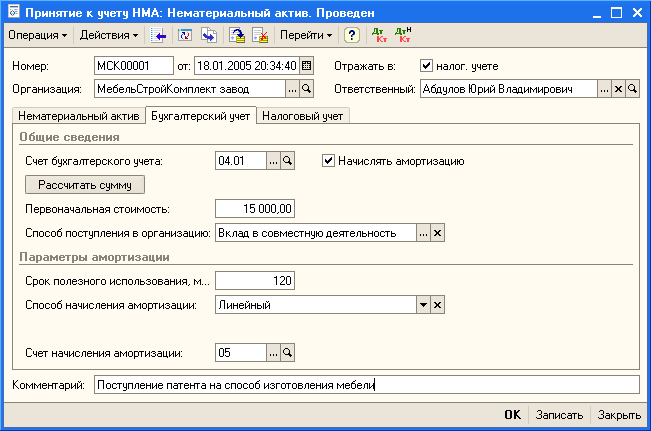 Принятие к учету НМА: Нематериальный актив. Проведен
Операция Действия Перейти ? Дт Кт Дт Н Кт
Номер: МСК00001 от: 18.01.2005 20:34:40 Отражать в: налог. учете
Организация: МебельСтройКомплект завод ... Ответственный: Абдулов Юрий Владимирович ...
Нематериальный актив Бухгалтерский учет Налоговый учет
Общие сведения
Счет бухгалтерского учета: 04.01 ... Начислять амортизацию
Рассчитать сумму
Первоначальная стоимость: 15 000,00
Способ поступления в организацию: Вклад в совместную деятельность ...
Параметры амортизации
Срок полезного использования, м... 120
Способ начисления амортизации: Линейный
Счет начисления амортизации: 05 ...
Комментарий: Поступление патента на способ изготовления мебели
OK Записать Закрыть